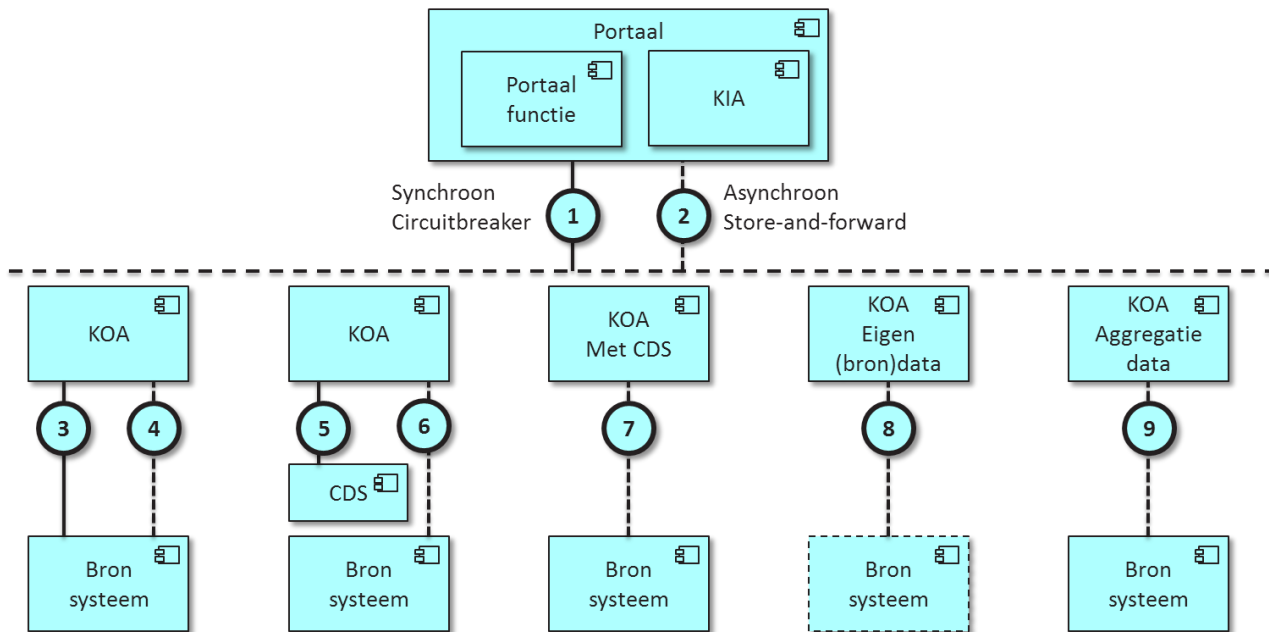 Portaal
Portaal
functie
KIA
Synchroon
Circuitbreaker
1
2
Asynchroon
Store-and-forward
KOA
KOA
KOA
Met CDS
KOA
Eigen
(bron)data
KOA
Aggregatie
data
3
4
5
6
7
8
9
CDS
Bron
systeem
Bron
systeem
Bron
systeem
Bron
systeem
Bron
systeem